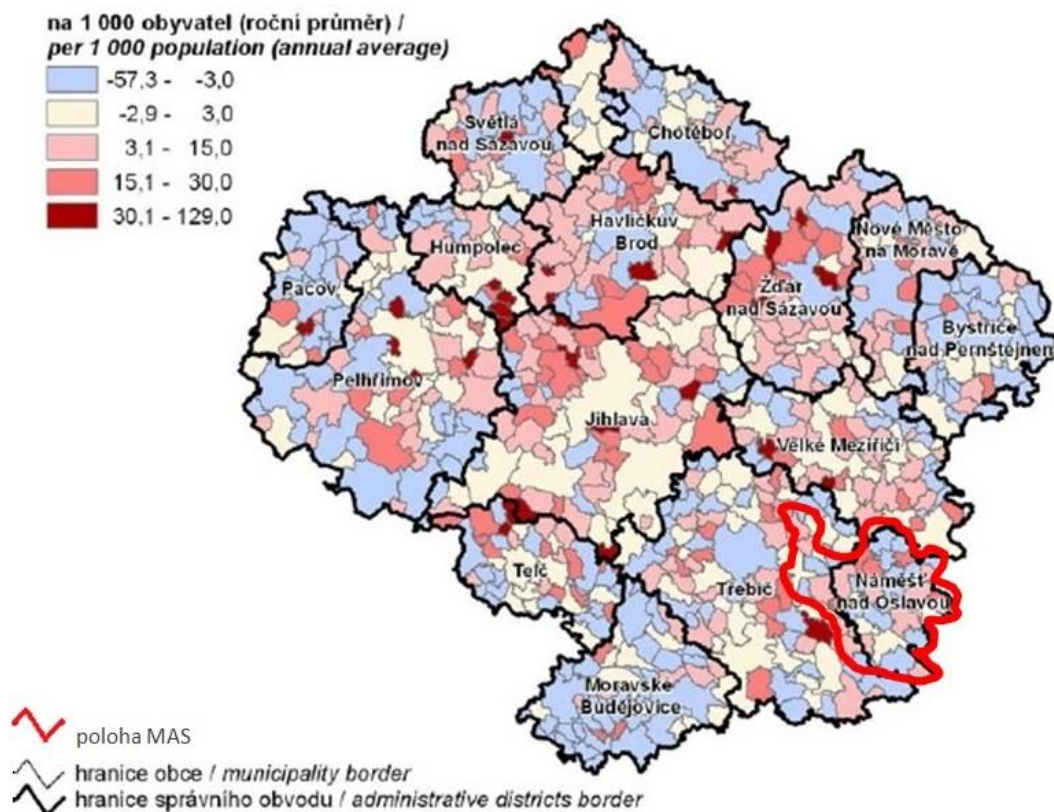 na 1 000 obyvatel (roční průměr) /
per 1 000 population (annual average)
-57,3 - -3,0
-2,9 - 3,0
3,1 - 15,0
15,1 - 30,0
30,1 - 129,0
Světlá
nad Sázavou
Chotěboř
Havlíčkův
Brod
Humpolec
Nové Město
na Moravě
Pacov
Žďár
nad Sázavou
Bystřice
nad Pernštejnem
Pelhřimov
Jihlava
Velké Meziříčí
Telč
Třebíč
Náměšť
nad Oslavou
Moravské
Budějovice
poloha MAS
hranice obce / municipality border
hranice správního obvodu / administrative districts border